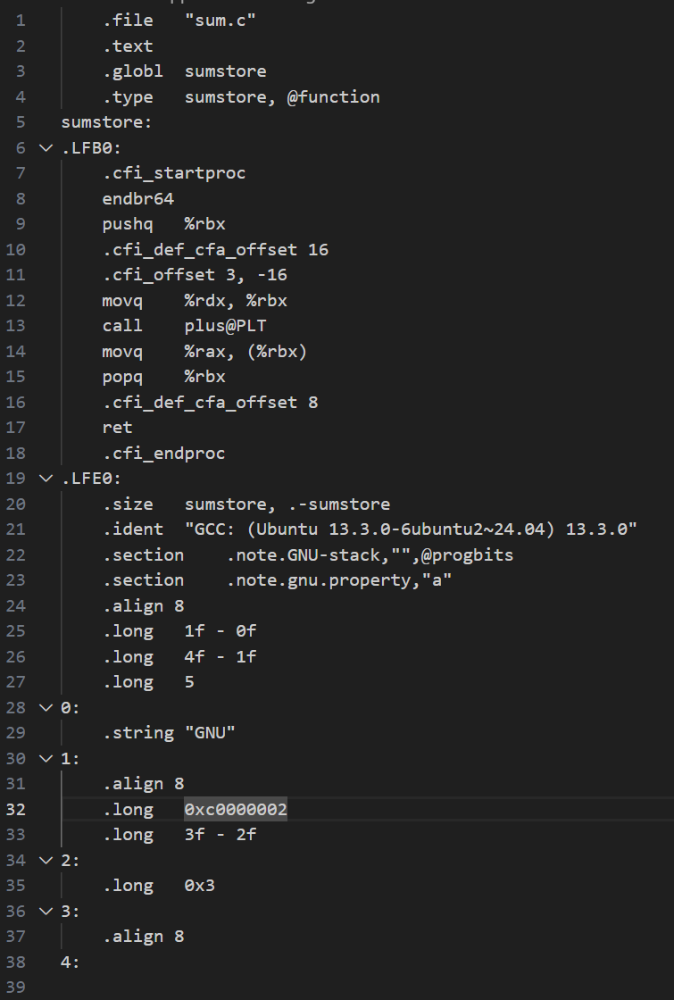 1 .file "sum.c"
2 .text
3 .globl sumstore
4 .type sumstore, @function
5 sumstore:
6 .LFB0:
7 .cfi_startproc
8 endbr64
9 pushq %rbx
10 .cfi_def_cfa_offset 16
11 .cfi_offset 3, -16
12 movq %rdx, %rbx
13 call plus@PLT
14 movq %rax, (%rbx)
15 popq %rbx
16 .cfi_def_cfa_offset 8
17 ret
18 .cfi_endproc
19 .LFE0:
20 .size sumstore, .-sumstore
21 .ident "GCC: (Ubuntu 13.3.0-6ubuntu2~24.04) 13.3.0"
22 .section .note.GNU-stack,"",@progbits
23 .section .note.gnu.property,"a"
24 .align 8
25 .long 1f - 0f
26 .long 4f - 1f
27 .long 5
28 0:
29 .string "GNU"
30 1:
31 .align 8
32 .long 0xc0000002
33 .long 3f - 2f
34 2:
35 .long 0x3
36 3:
37 .align 8
38 4:
39